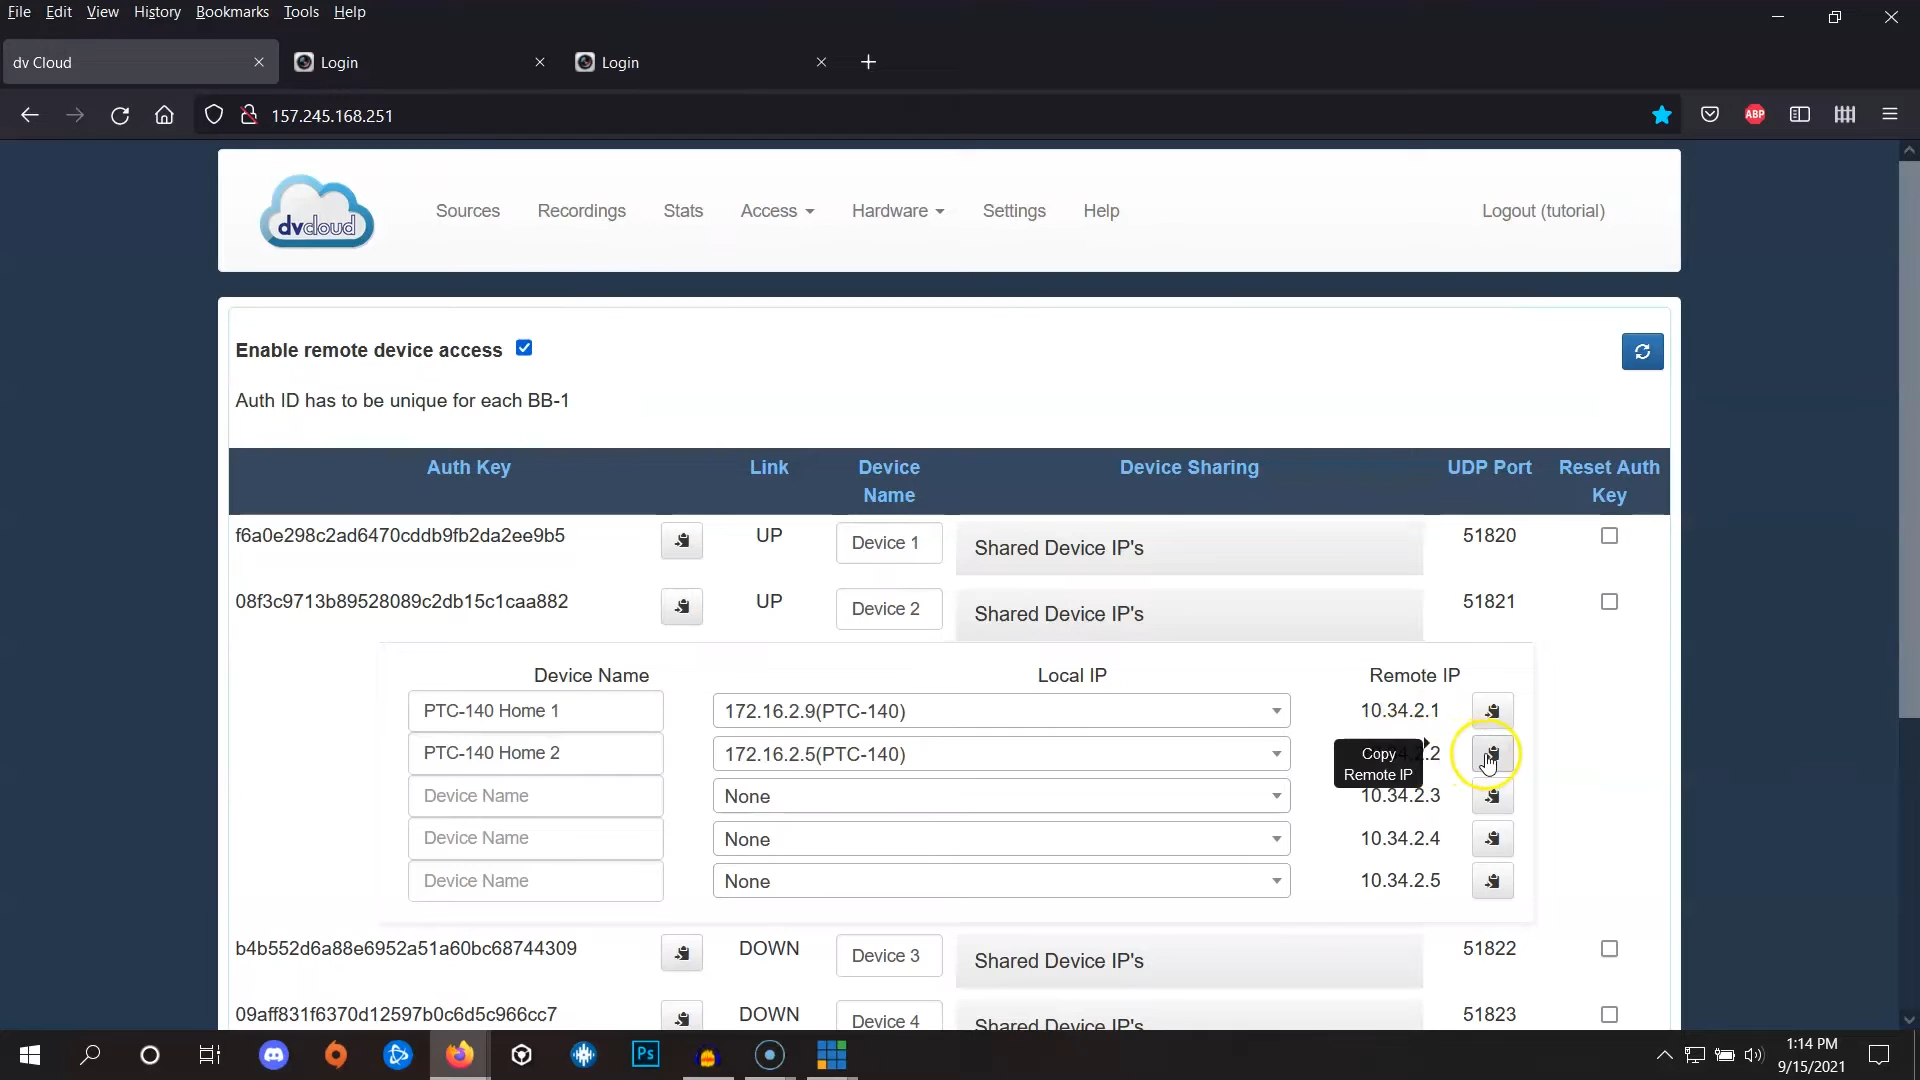 File Edit View History Bookmarks Tools Help
dv Cloud
Login
Login
157.245.168.251
ABP
dvcloud
Sources Recordings Stats Access Hardware Settings Help Logout (tutorial)
Enable remote device access
Auth ID has to be unique for each BB-1
Auth Key Link Device Name Device Sharing UDP Port Reset Auth Key
f6a0e298c2ad6470cddb9fb2da2ee9b5 UP Device 1 Shared Device IP's 51820
08f3c9713b89528089c2db15c1caa882 UP Device 2 Shared Device IP's 51821
Device Name Local IP Remote IP
PTC-140 Home 1 172.16.2.9(PTC-140) 10.34.2.1
PTC-140 Home 2 172.16.2.5(PTC-140) 2.2
Copy
Remote IP
Device Name None 10.34.2.3
Device Name None 10.34.2.4
Device Name None 10.34.2.5
b4b552d6a88e6952a51a60bc68744309 DOWN Device 3 Shared Device IP's 51822
09aff831f6370d12597b0c6d5c966cc7 DOWN Device 4 Shared Device IP's 51823
Ps
1:14 PM
9/15/2021